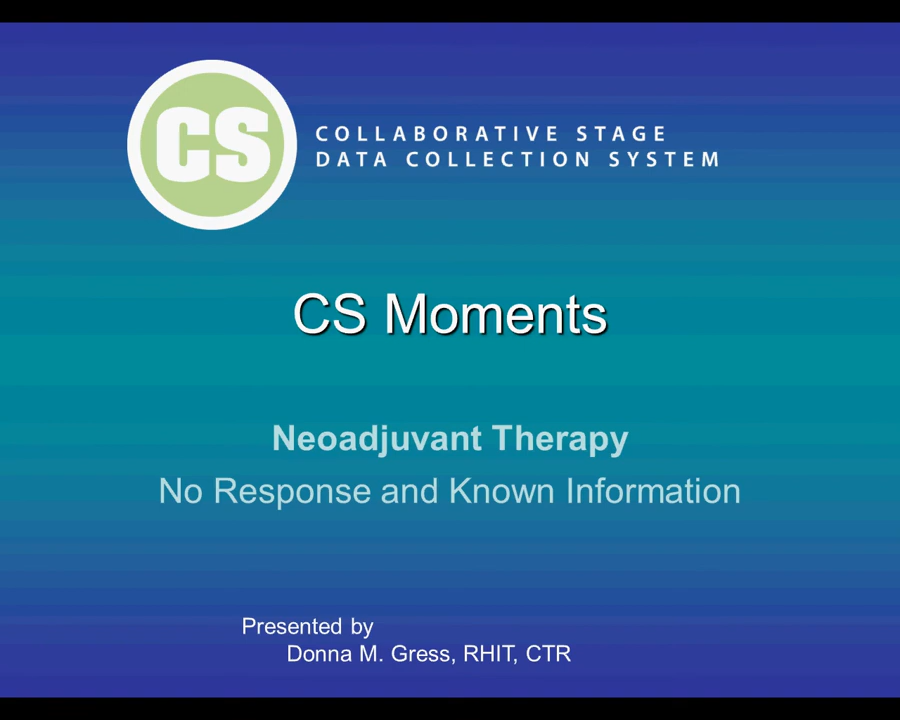 CS
COLLABORATIVE STAGE
DATA COLLECTION SYSTEM
CS Moments
Neoadjuvant Therapy
No Response and Known Information
Presented by
Donna M. Gress, RHIT, CTR